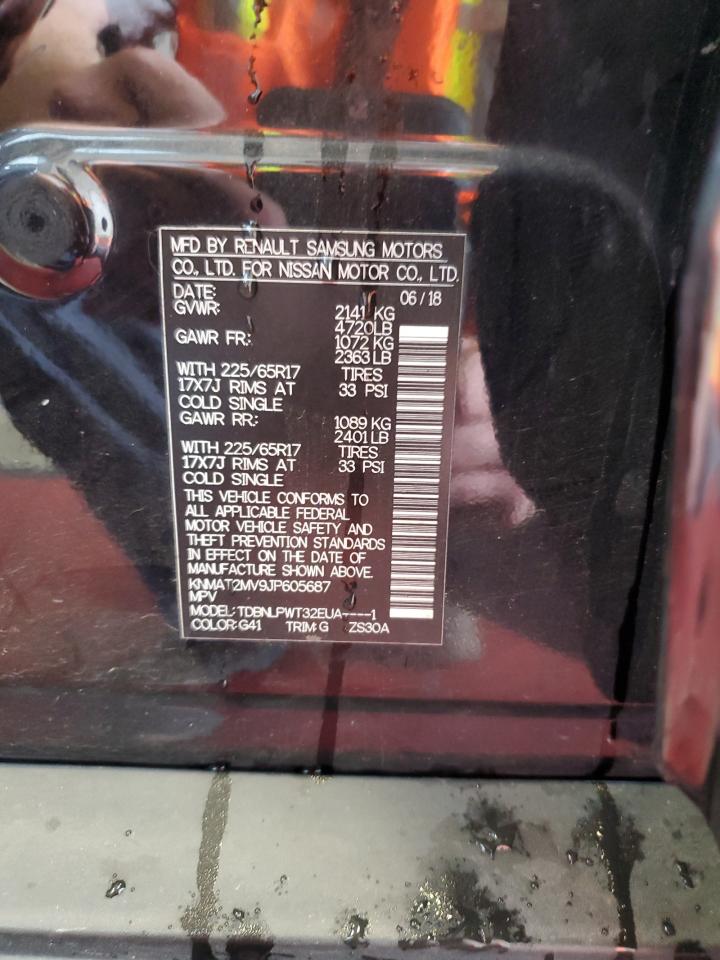 MFD BY RENAULT SAMSUNG MOTORS
CO., LTD. FOR NISSAN MOTOR CO., LTD.
DATE: 06 / 18
GVWR: 2141 KG
4720LB
GAWR FR: 1072 KG
2363LB
WITH 225/65R17 TIRES
17X7J RIMS AT 33 PSI
COLD SINGLE
GAWR RR: 1089 KG
2401LB
WITH 225/65R17 TIRES
17X7J RIMS AT 33 PSI
COLD SINGLE
THIS VEHICLE CONFORMS TO
ALL APPLICABLE FEDERAL
MOTOR VEHICLE SAFETY AND
THEFT PREVENTION STANDARDS
IN EFFECT ON THE DATE OF
MANUFACTURE SHOWN ABOVE.
KNMAT2MV9JP605687
MPV
MODEL: TDBNLPWT32EUA----1
COLOR: G41 TRIM: G ZS30A